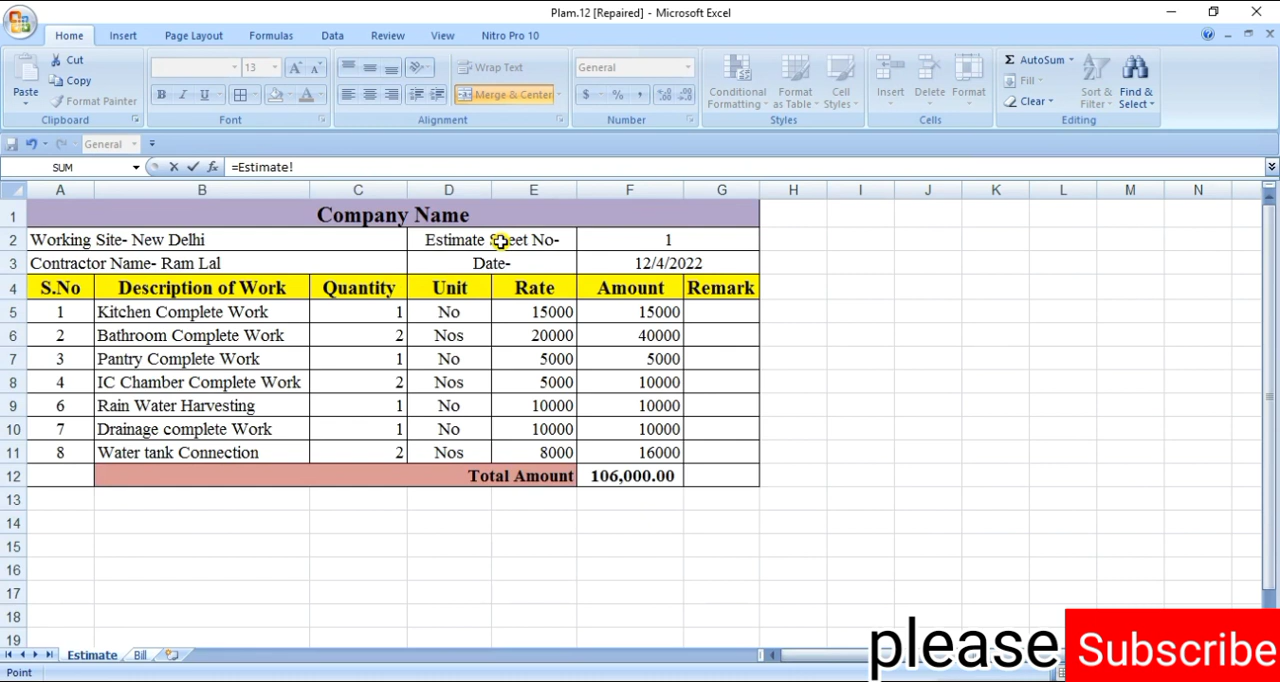 Plam.12 [Repaired] - Microsoft Excel
Home Insert Page Layout Formulas Data Review View Nitro Pro 10
Cut
Copy
Format Painter
Paste
Clipboard
13
Font
Wrap Text
Merge & Center
Alignment
General
Number
Conditional Formatting
Format as Table
Cell Styles
Styles
Insert Delete Format
Cells
AutoSum
Fill
Clear
Sort & Filter
Find & Select
Editing
General
SUM =Estimate!
A B C D E F G H I J K L M N
1 Company Name
2 Working Site- New Delhi Estimate Sheet No- 1
3 Contractor Name- Ram Lal Date- 12/4/2022
4 S.No Description of Work Quantity Unit Rate Amount Remark
5 1 Kitchen Complete Work 1 No 15000 15000
6 2 Bathroom Complete Work 2 Nos 20000 40000
7 3 Pantry Complete Work 1 No 5000 5000
8 4 IC Chamber Complete Work 2 Nos 5000 10000
9 6 Rain Water Harvesting 1 No 10000 10000
10 7 Drainage complete Work 1 No 10000 10000
11 8 Water tank Connection 2 Nos 8000 16000
12 Total Amount 106,000.00
13
14
15
16
17
18
19
Estimate Bill
Point
please Subscribe